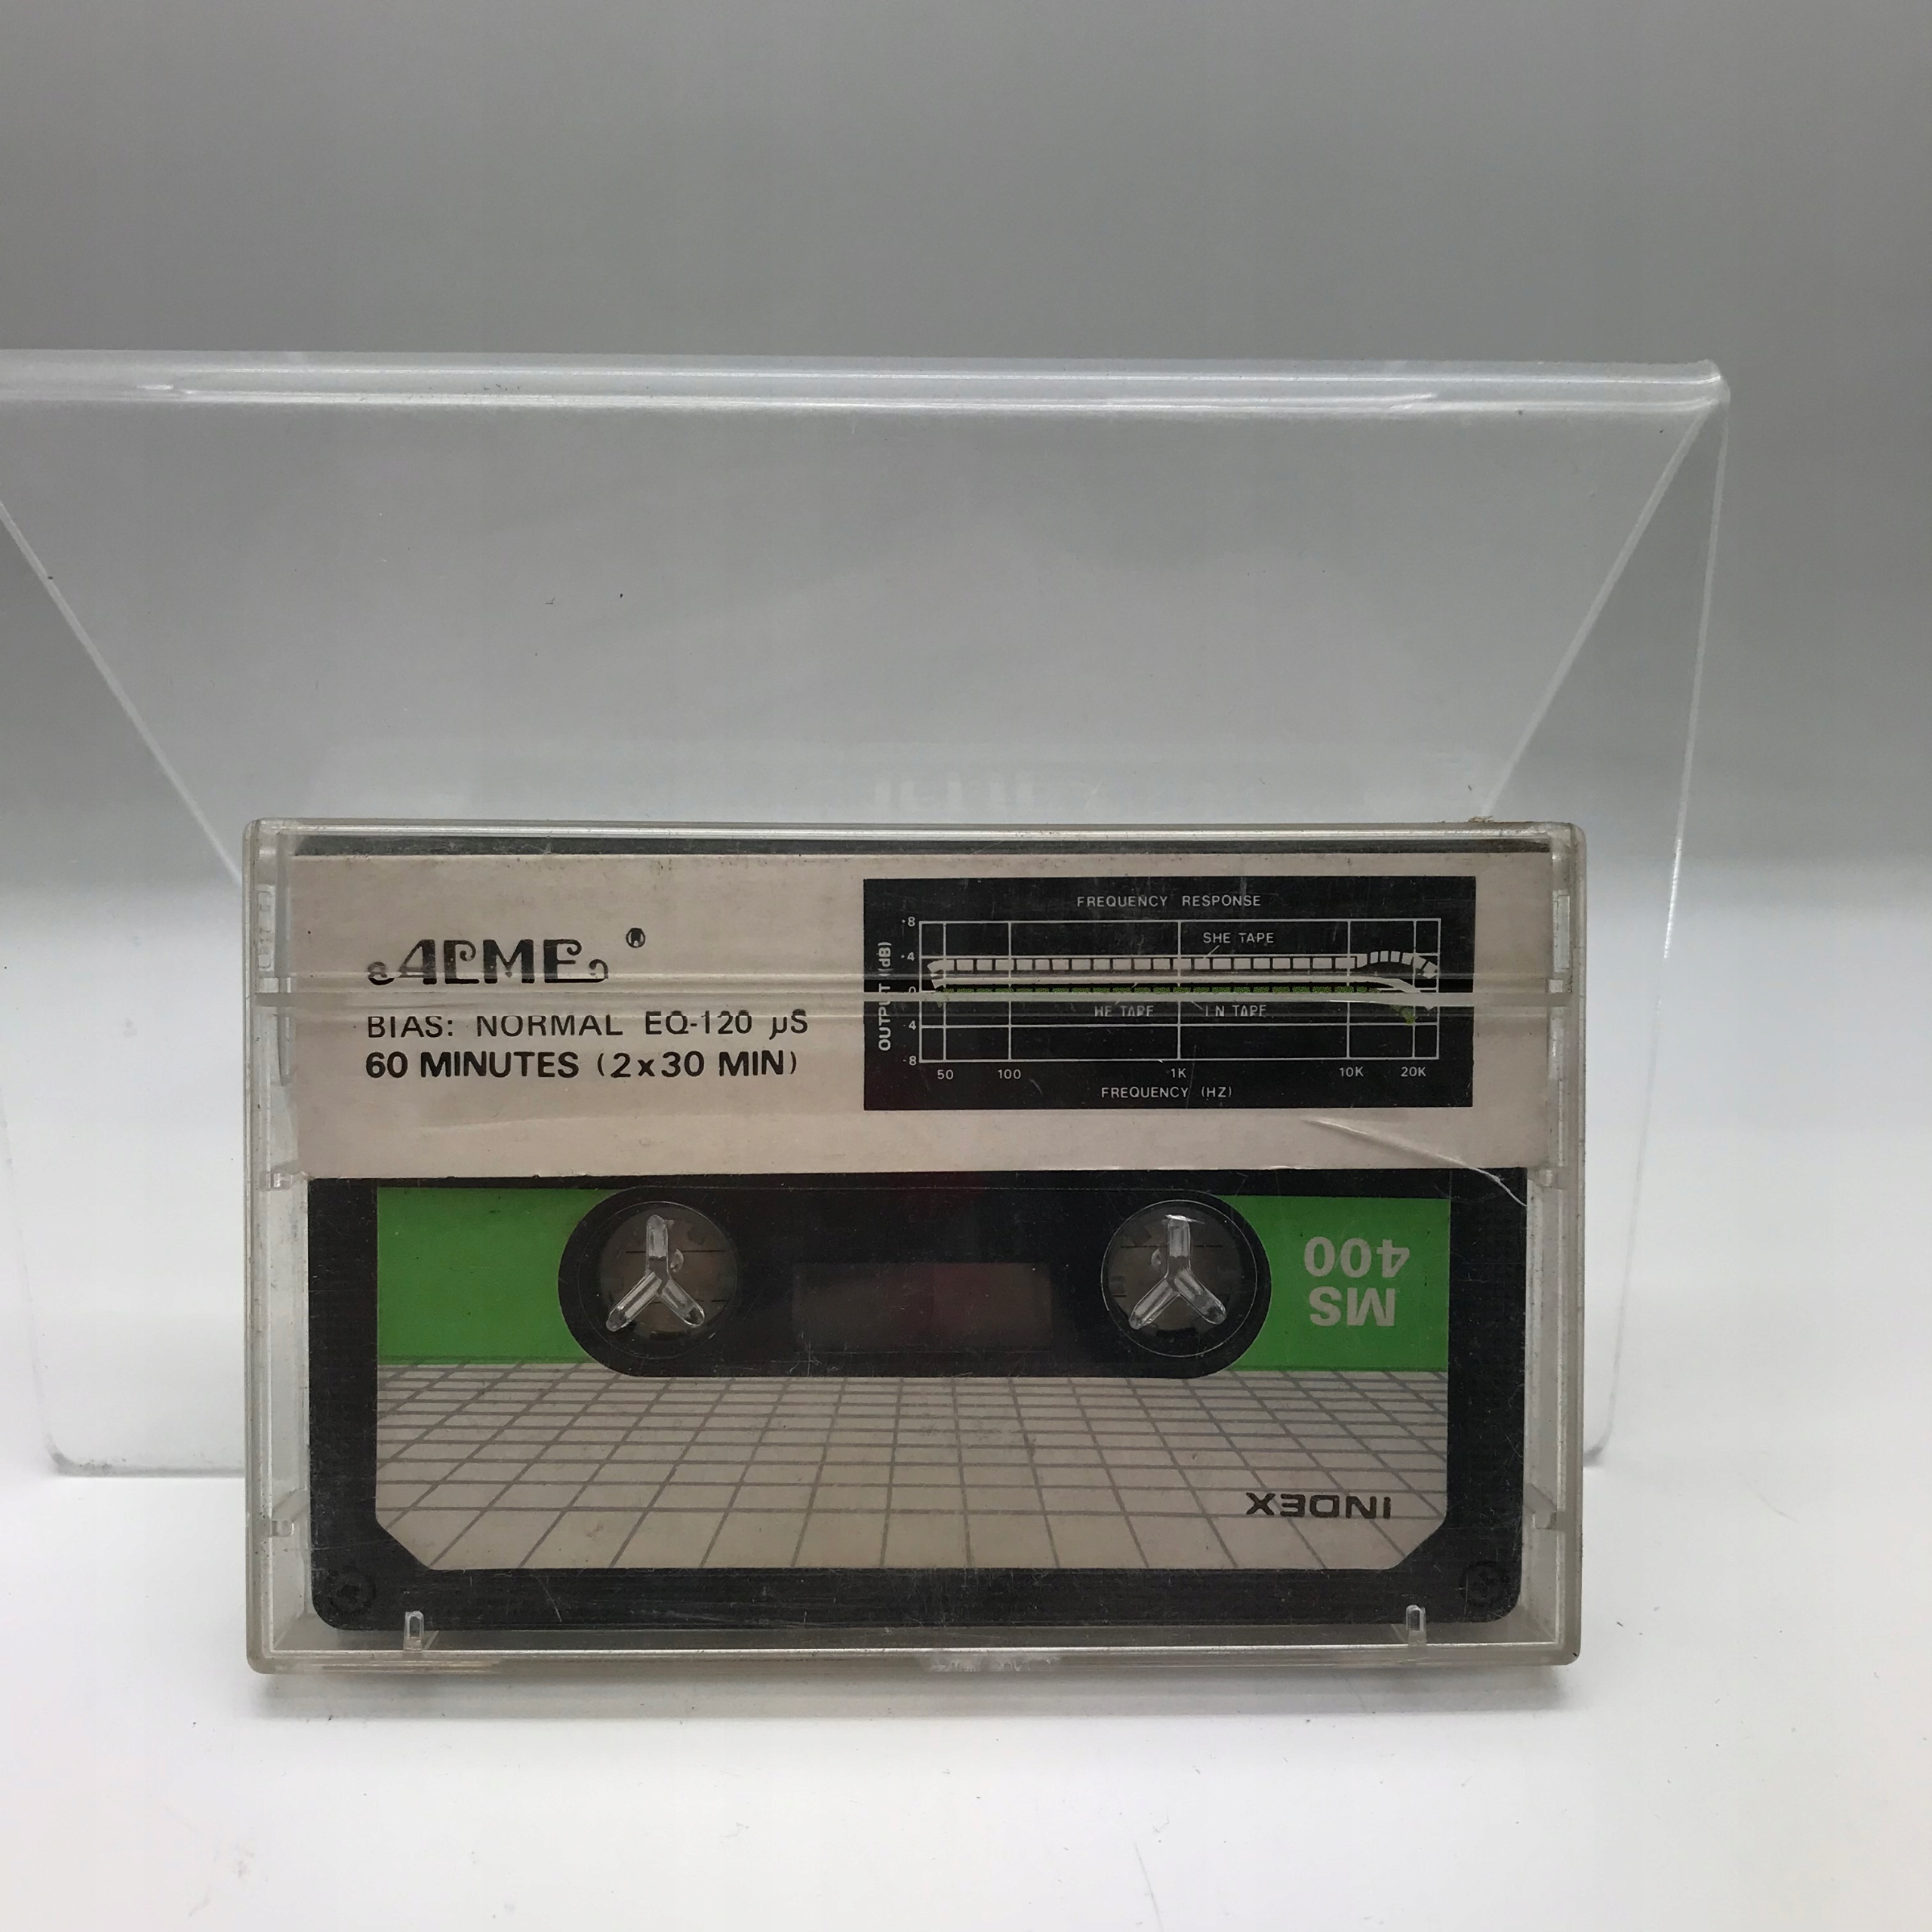 ACME ®
BIAS: NORMAL EQ-120 µS
60 MINUTES (2x30 MIN)
FREQUENCY RESPONSE
OUTPUT (dB)
+8
+4
0
4
-8
SHE TAPE
HE TAPE LN TAPE
50 100 1K 10K 20K
FREQUENCY (HZ)
MS
400
INDEX